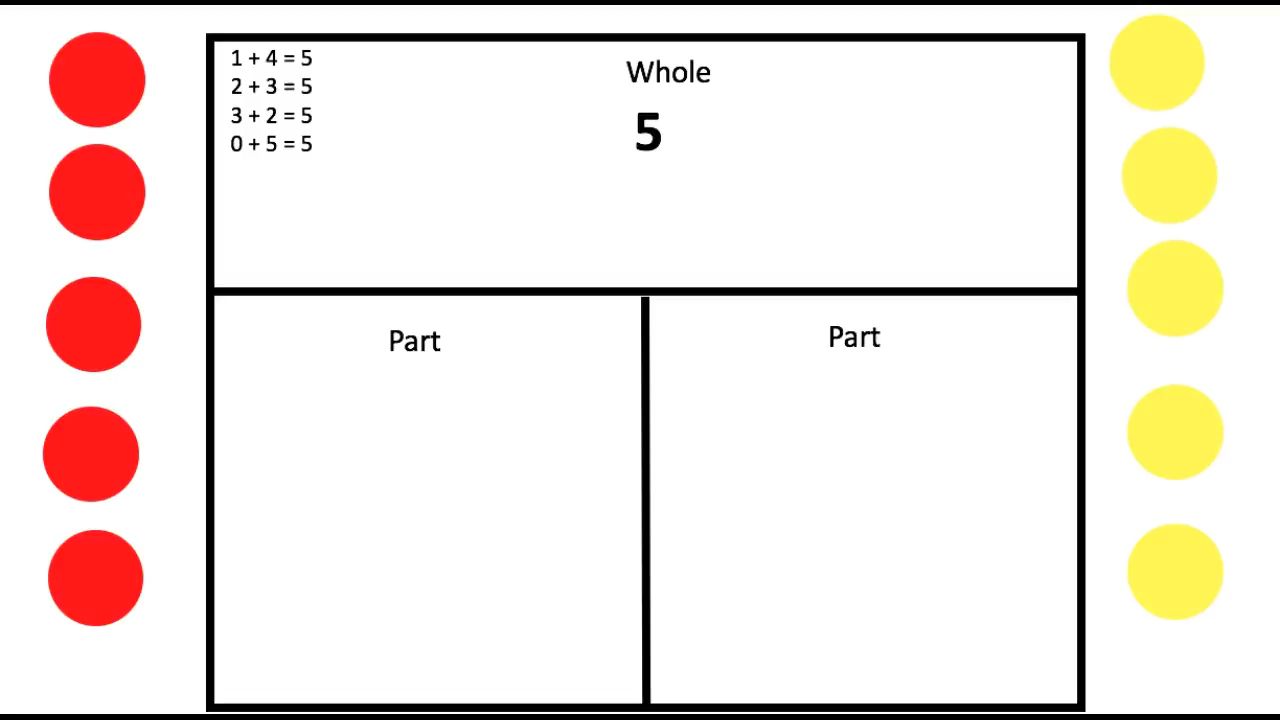 1 + 4 = 5
2 + 3 = 5
3 + 2 = 5
0 + 5 = 5
Whole
5
Part
Part